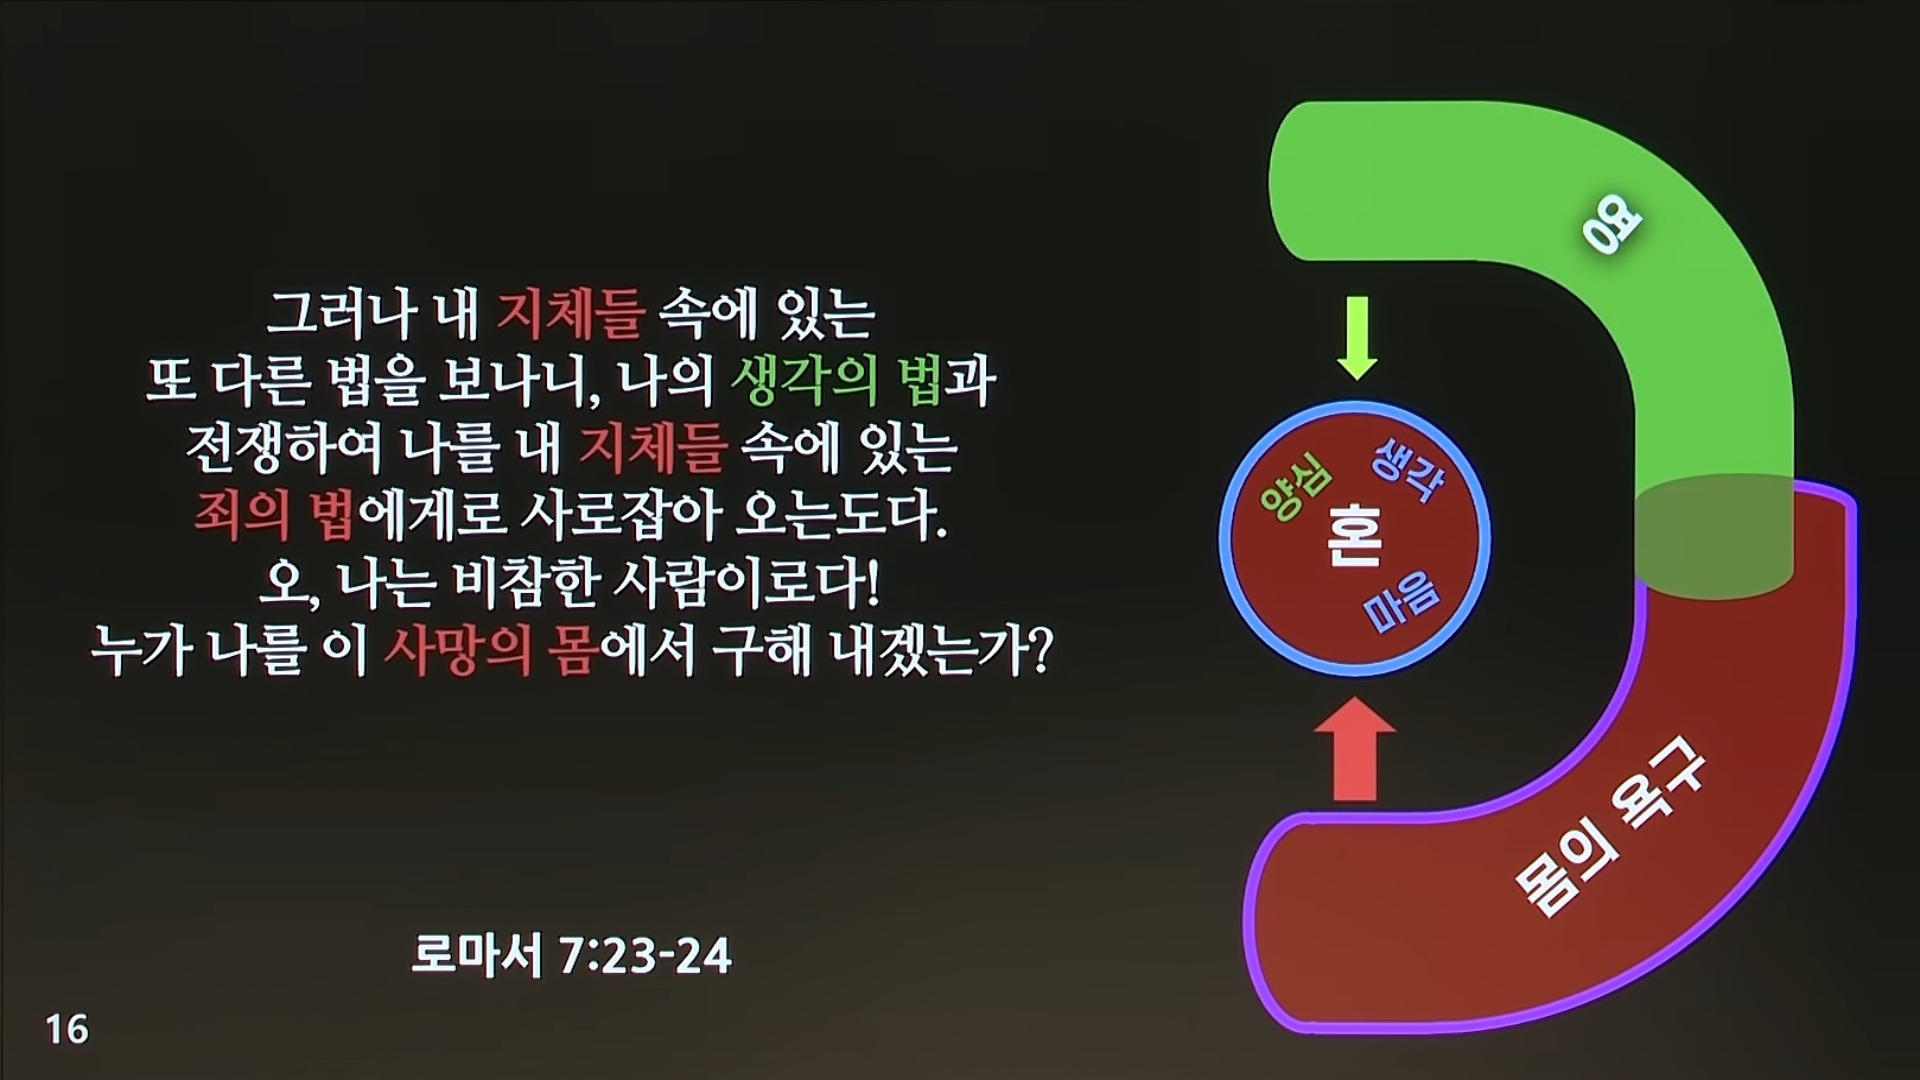 그러나 내 지체들 속에 있는
또 다른 법을 보나니, 나의 생각의 법과
전쟁하여 나를 내 지체들 속에 있는
죄의 법에게로 사로잡아 오는도다.
오, 나는 비참한 사람이로다!
누가 나를 이 사망의 몸에서 구해 내겠는가?
로마서 7:23-24
16
영
양심
생각
혼
마음
몸의 욕구